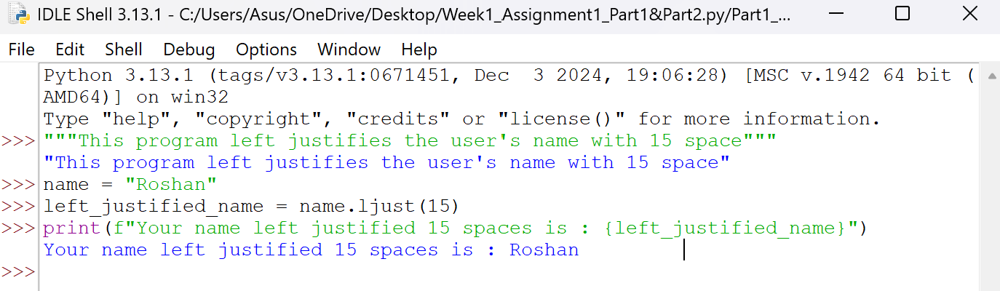 IDLE Shell 3.13.1 - C:/Users/Asus/OneDrive/Desktop/Week1_Assignment1_Part1&Part2.py/Part1_...
File Edit Shell Debug Options Window Help
Python 3.13.1 (tags/v3.13.1:0671451, Dec  3 2024, 19:06:28) [MSC v.1942 64 bit (
AMD64)] on win32
Type "help", "copyright", "credits" or "license()" for more information.
>>> """This program left justifies the user's name with 15 space"""
"This program left justifies the user's name with 15 space"
>>> name = "Roshan"
>>> left_justified_name = name.ljust(15)
>>> print(f"Your name left justified 15 spaces is : {left_justified_name}")
Your name left justified 15 spaces is : Roshan
>>>